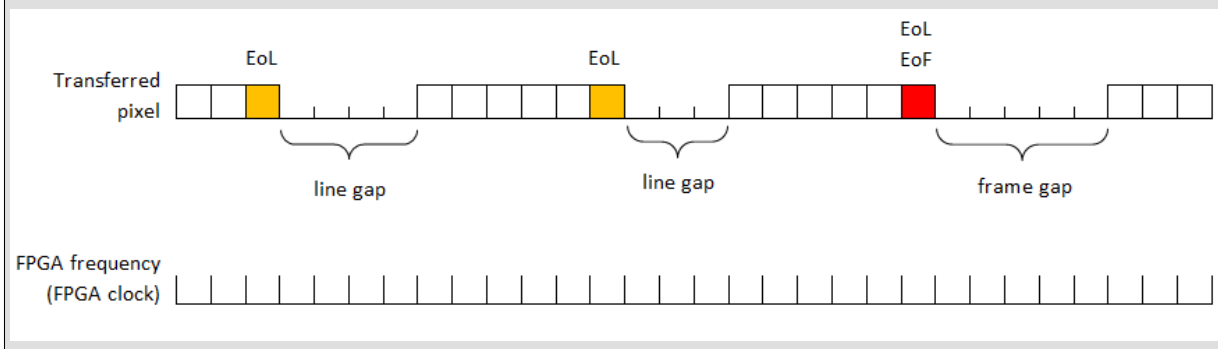 EoL
EoL
EoL
EoF
Transferred
pixel
line gap
line gap
frame gap
FPGA frequency
(FPGA clock)